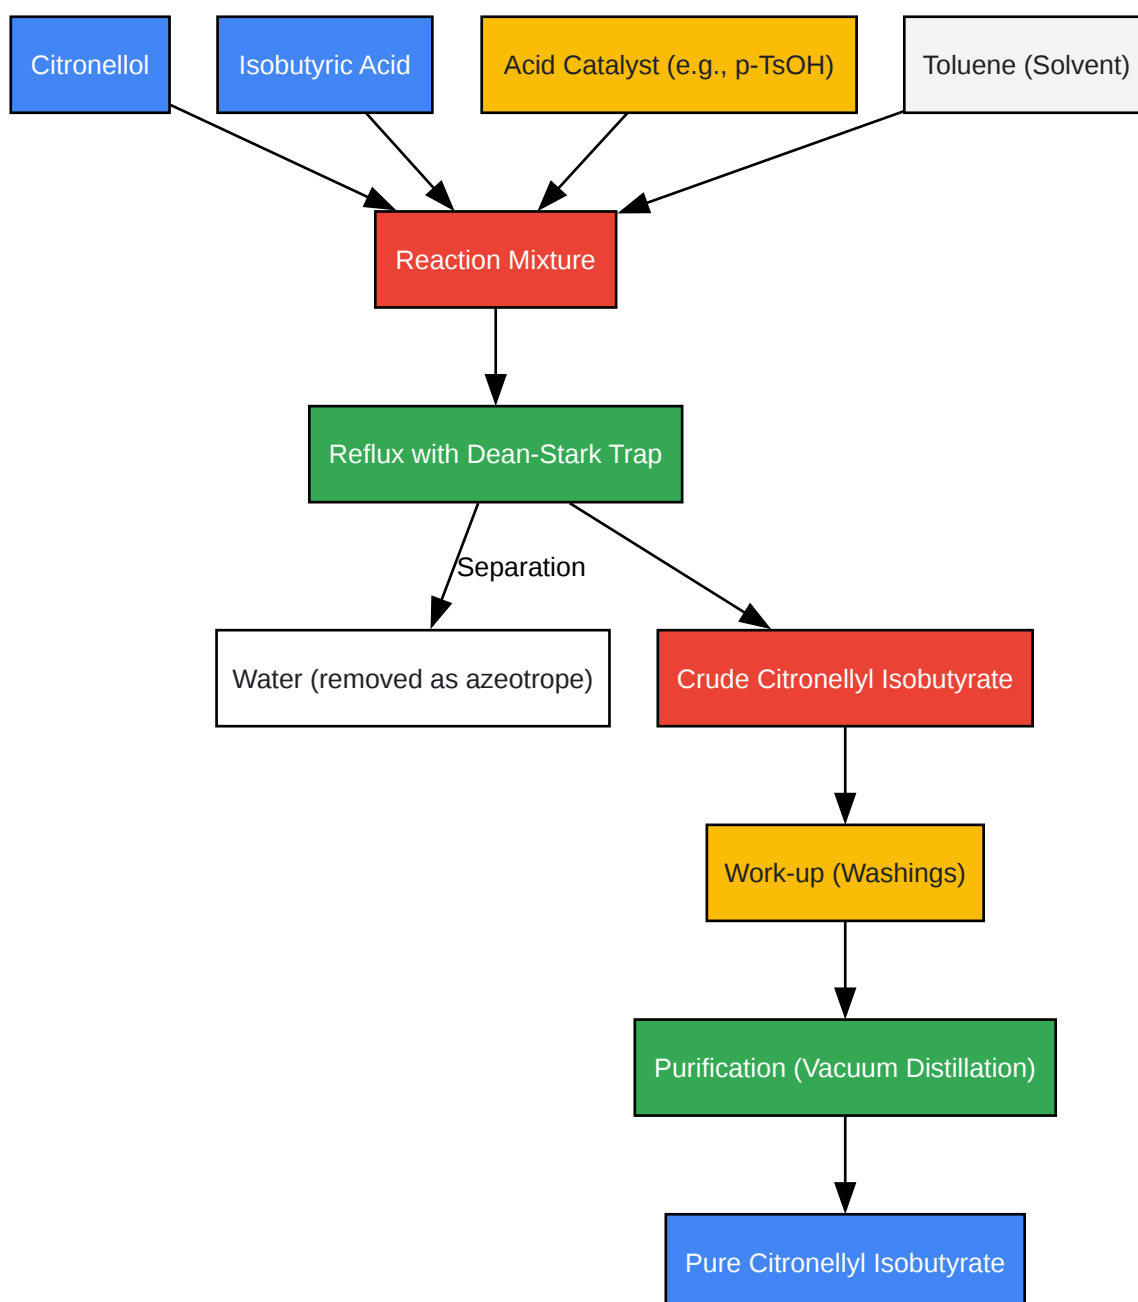 Citronellol
Isobutyric Acid
Acid Catalyst (e.g., p-TsOH)
Toluene (Solvent)
Reaction Mixture
Reflux with Dean-Stark Trap
Separation
Water (removed as azeotrope)
Crude Citronellyl Isobutyrate
Work-up (Washings)
Purification (Vacuum Distillation)
Pure Citronellyl Isobutyrate